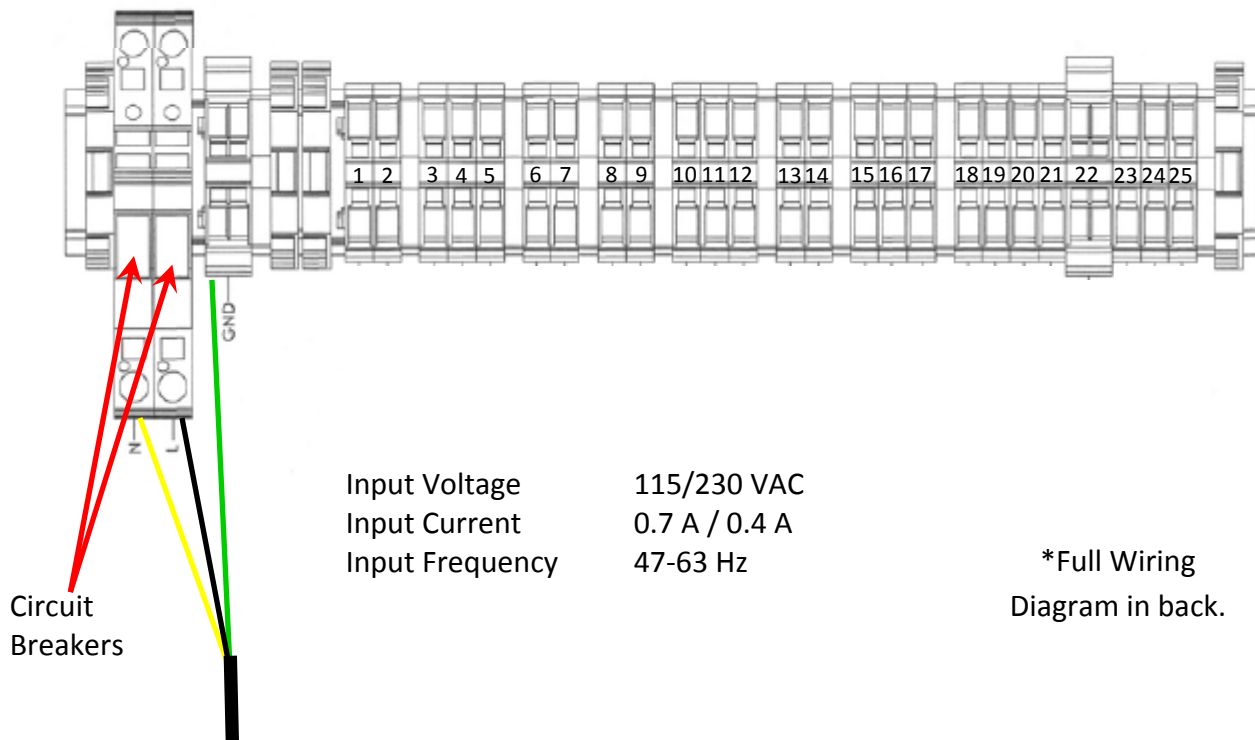 1 2 3 4 5 6 7 8 9 10 11 12 13 14 15 16 17 18 19 20 21 22 23 24 25
GND
N
L
Input Voltage 115/230 VAC
Input Current 0.7 A / 0.4 A
Input Frequency 47-63 Hz
*Full Wiring
Diagram in back.
Circuit
Breakers